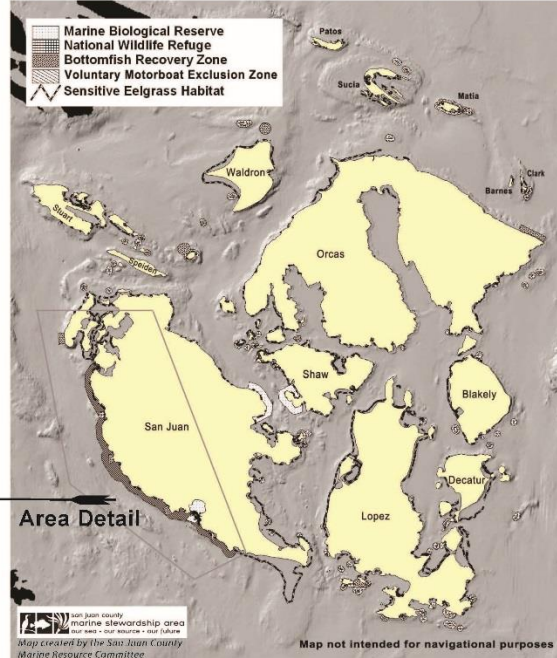 Marine Biological Reserve
National Wildlife Refuge
Bottomfish Recovery Zone
Voluntary Motorboat Exclusion Zone
Sensitive Eelgrass Habitat
Patos
Sucia
Matia
Waldron
Clark
Barnes
Stuart
Speiden
Orcas
Shaw
San Juan
Blakely
Decatur
Lopez
Area Detail
san juan county
marine stewardship area
our sea • our source • our future
Map created by the San Juan County
Marine Resource Committee
Map not intended for navigational purposes